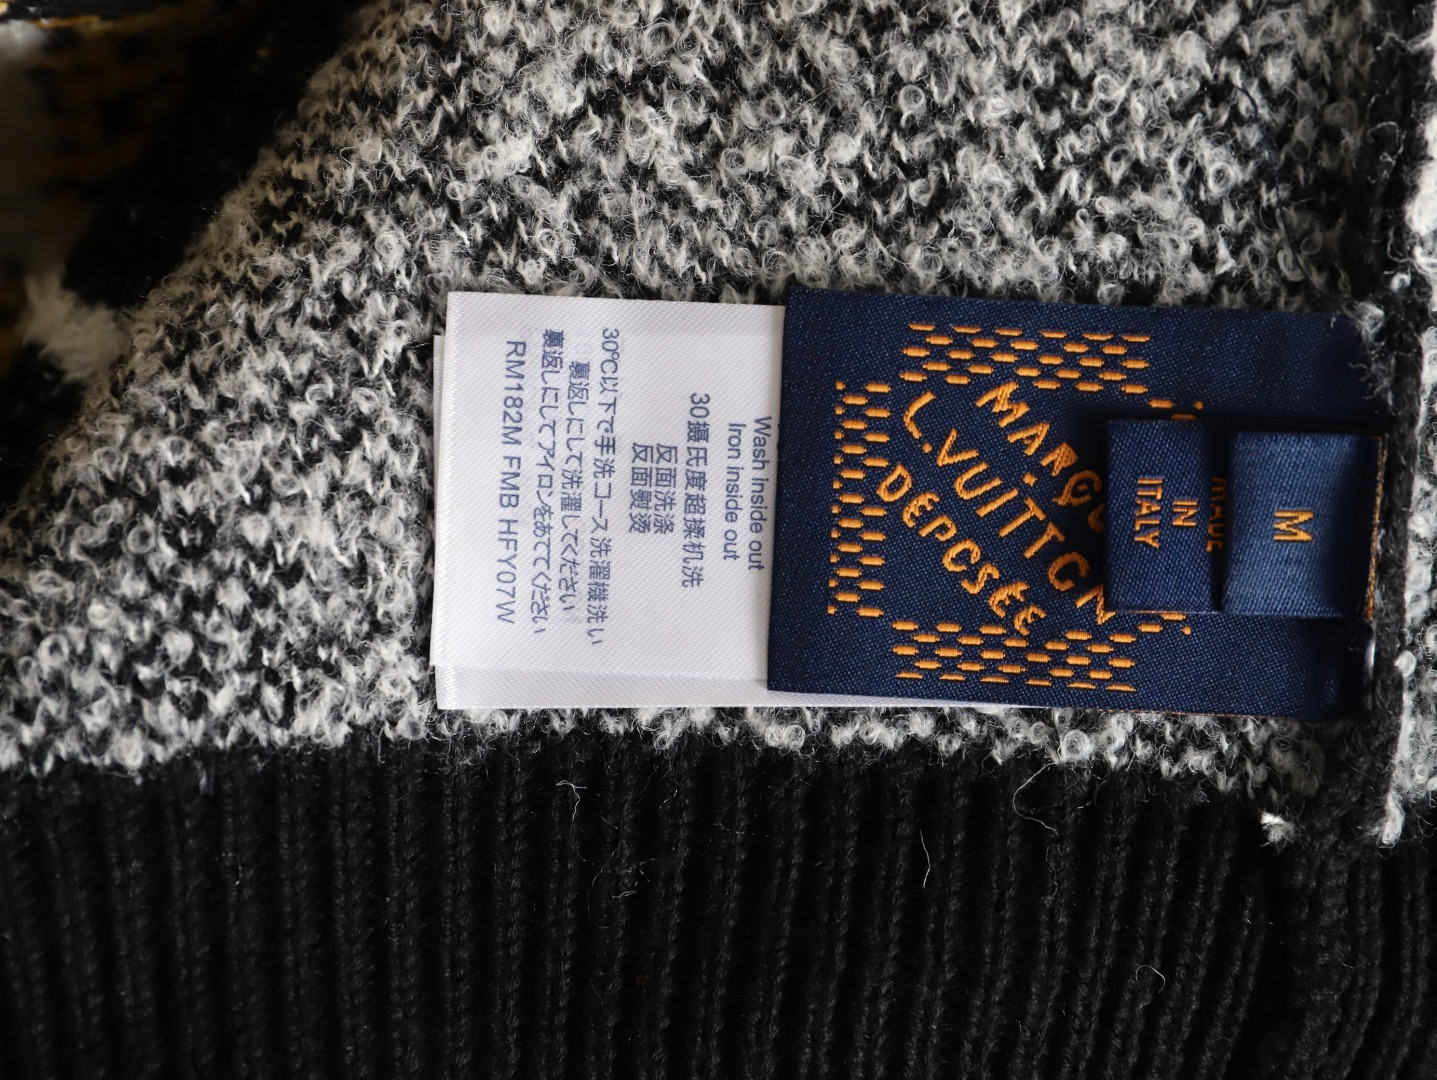 Wash inside out
Iron inside out
30摄氏度超揉机洗
反面洗涤
反面熨烫
30℃以下で手洗コース洗濯機洗い
裏返しにして洗濯してください
裏返しにしてアイロンをあててください
RM182M FMB HFY07W
L.VUITTON
DEPOSÉE
MADE
IN
ITALY
M